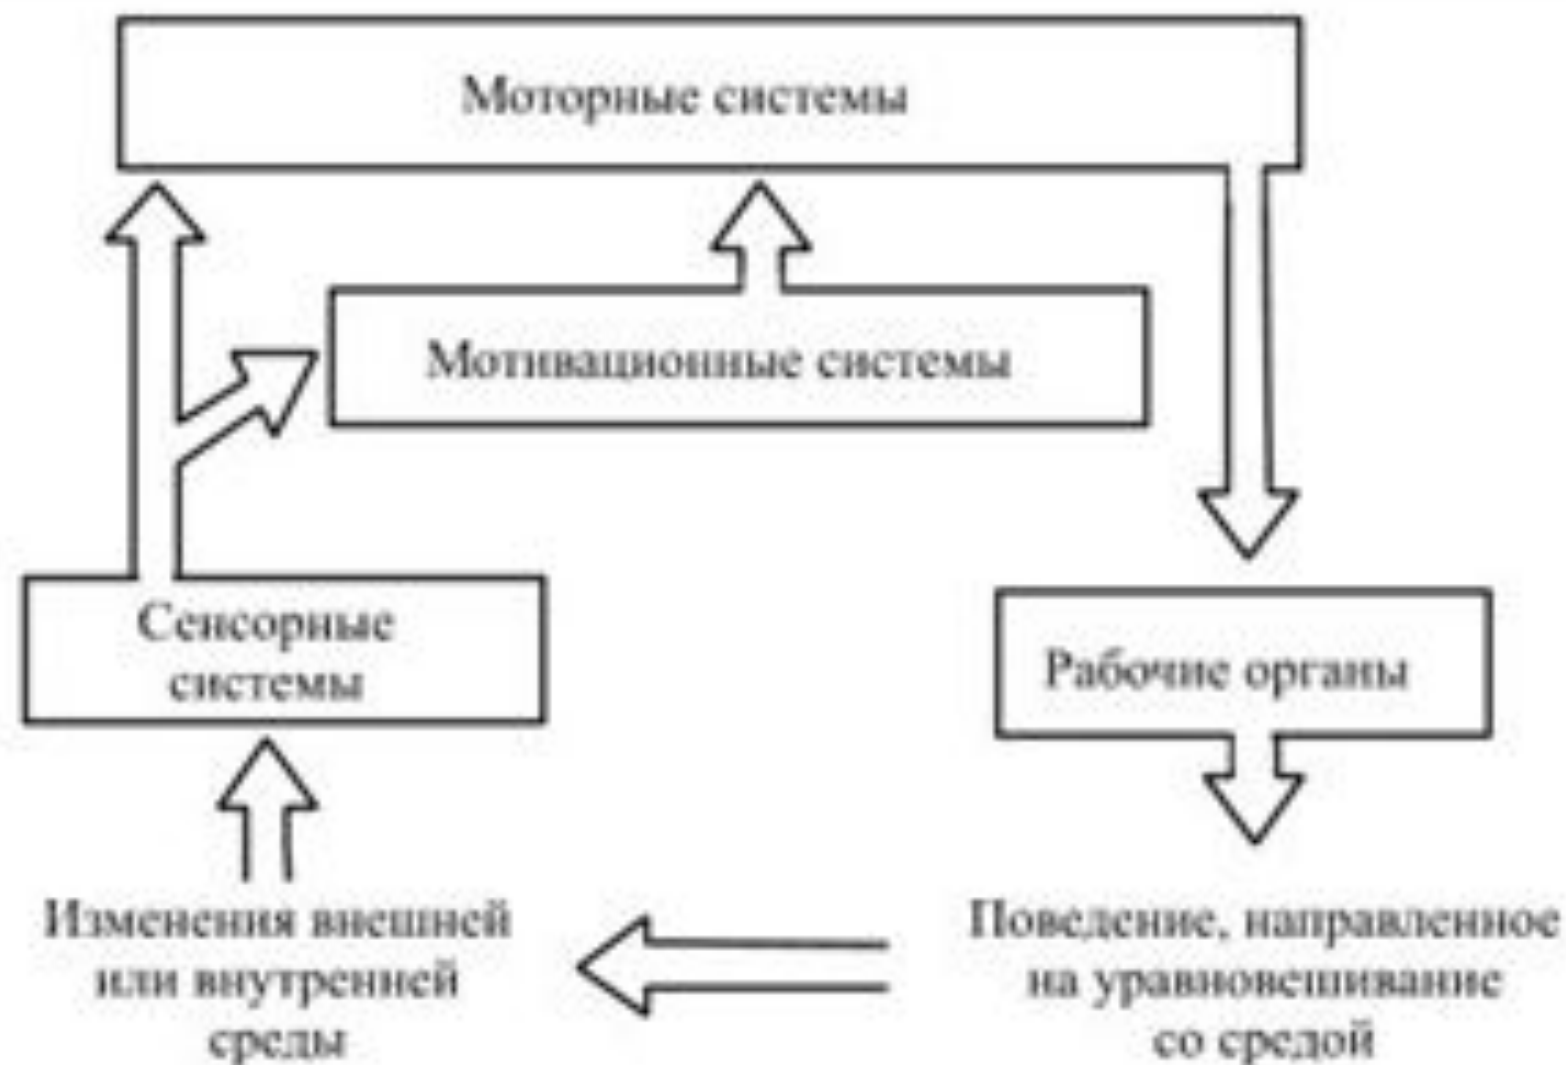 Моторные системы
Мотивационные системы
Сенсорные
системы
Рабочие органы
Изменения внешней
или внутренней
среды
Поведение, направленное
на уравновешивание
со средой